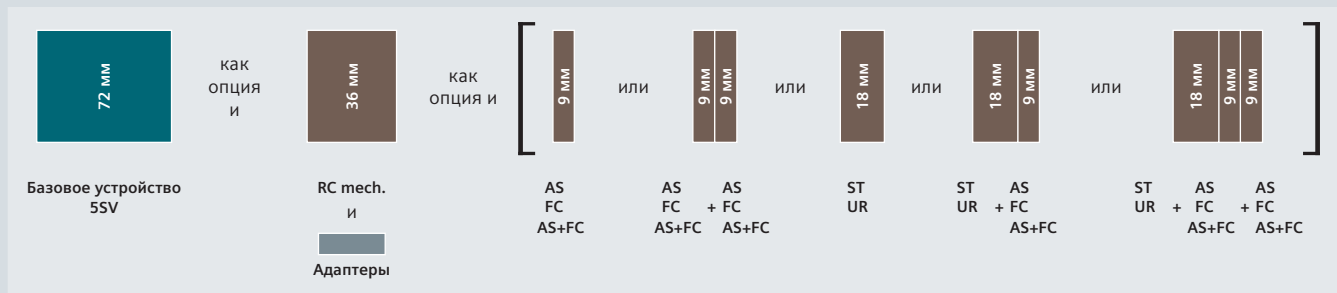 72 мм
как
опция
и
36 мм
как
опция и
9 мм
или
9 мм
9 мм
или
18 мм
или
18 мм
9 мм
или
18 мм
9 мм
9 мм
Базовое устройство
5SV
RC mech.
и
Адаптеры
AS
FC
AS+FC
AS AS
FC + FC
AS+FC AS+FC
ST
UR
ST AS
UR + FC
AS+FC
ST AS AS
UR + FC + FC
AS+FC AS+FC